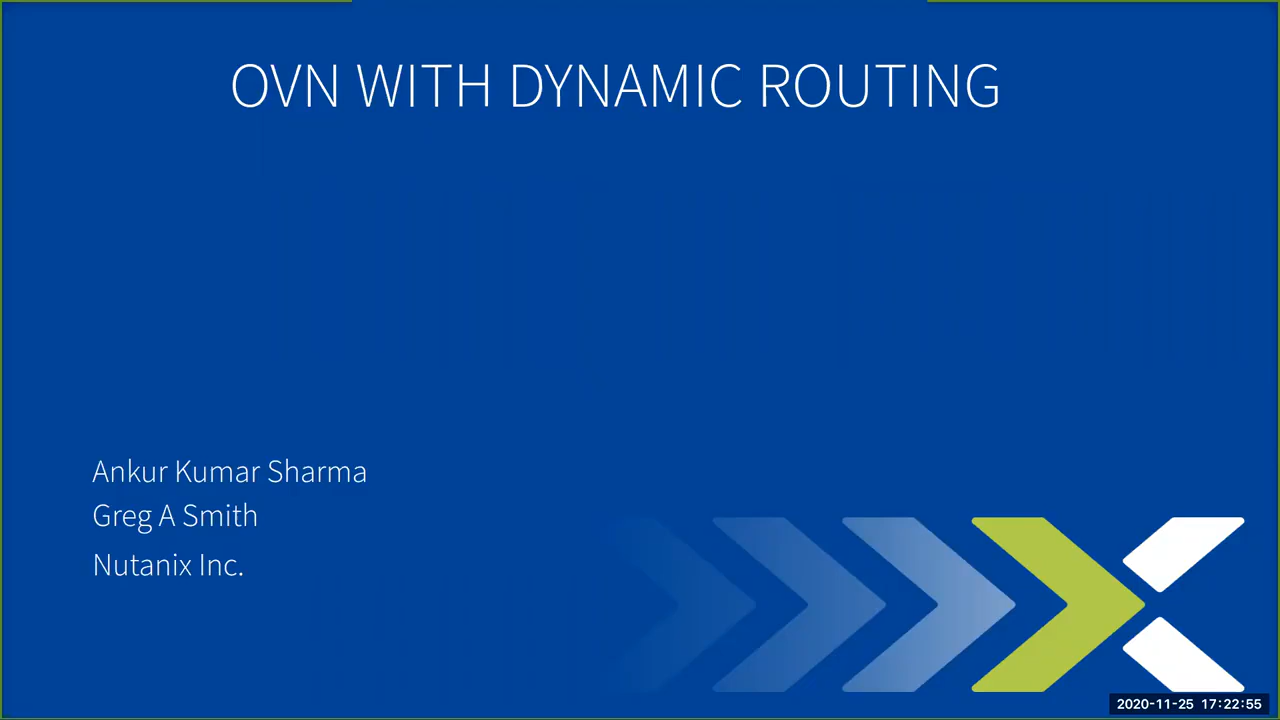 OVN WITH DYNAMIC ROUTING
Ankur Kumar Sharma
Greg A Smith
Nutanix Inc.
2020-11-25 17:22:55